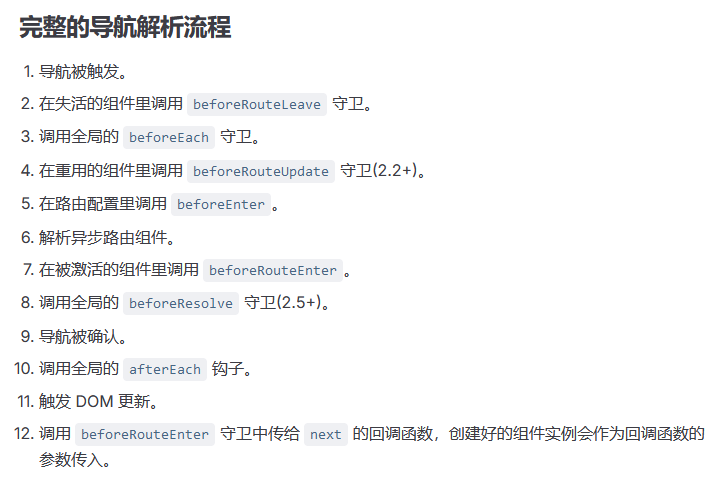 完整的导航解析流程
1. 导航被触发。
2. 在失活的组件里调用 beforeRouteLeave 守卫。
3. 调用全局的 beforeEach 守卫。
4. 在重用的组件里调用 beforeRouteUpdate 守卫(2.2+)。
5. 在路由配置里调用 beforeEnter。
6. 解析异步路由组件。
7. 在被激活的组件里调用 beforeRouteEnter。
8. 调用全局的 beforeResolve 守卫(2.5+)。
9. 导航被确认。
10. 调用全局的 afterEach 钩子。
11. 触发 DOM 更新。
12. 调用 beforeRouteEnter 守卫中传给 next 的回调函数，创建好的组件实例会作为回调函数的
参数传入。